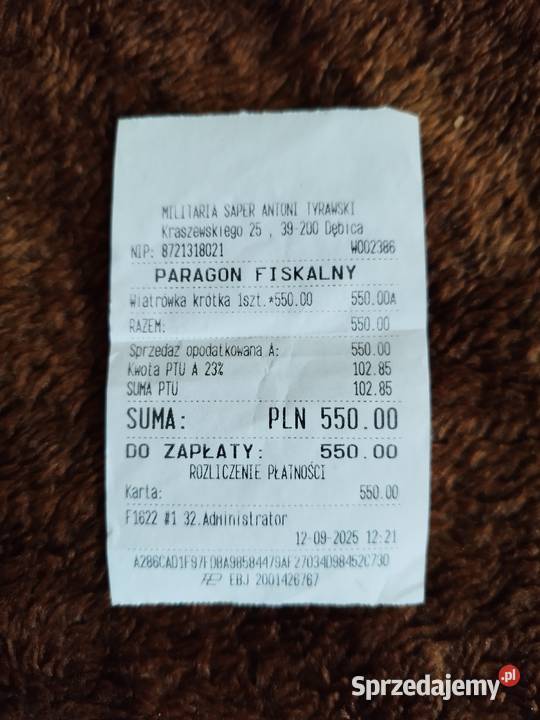 MILITARIA SAPER ANTONI TYRAWSKI
Kraszewskiego 25 , 39-200 Dębica
NIP: 8721318021 W002386
PARAGON FISKALNY
Wiatrówka krótka 1szt.*550.00 550.00A
RAZEM: 550.00
Sprzedaż opodatkowana A: 550.00
Kwota PTU A 23% 102.85
SUMA PTU 102.85
SUMA: PLN 550.00
DO ZAPŁATY: 550.00
ROZLICZENIE PŁATNOŚCI
Karta: 550.00
F1622 #1 32.Administrator
12-09-2025 12:21
EBJ 2001426767
Sprzedajemy.pl